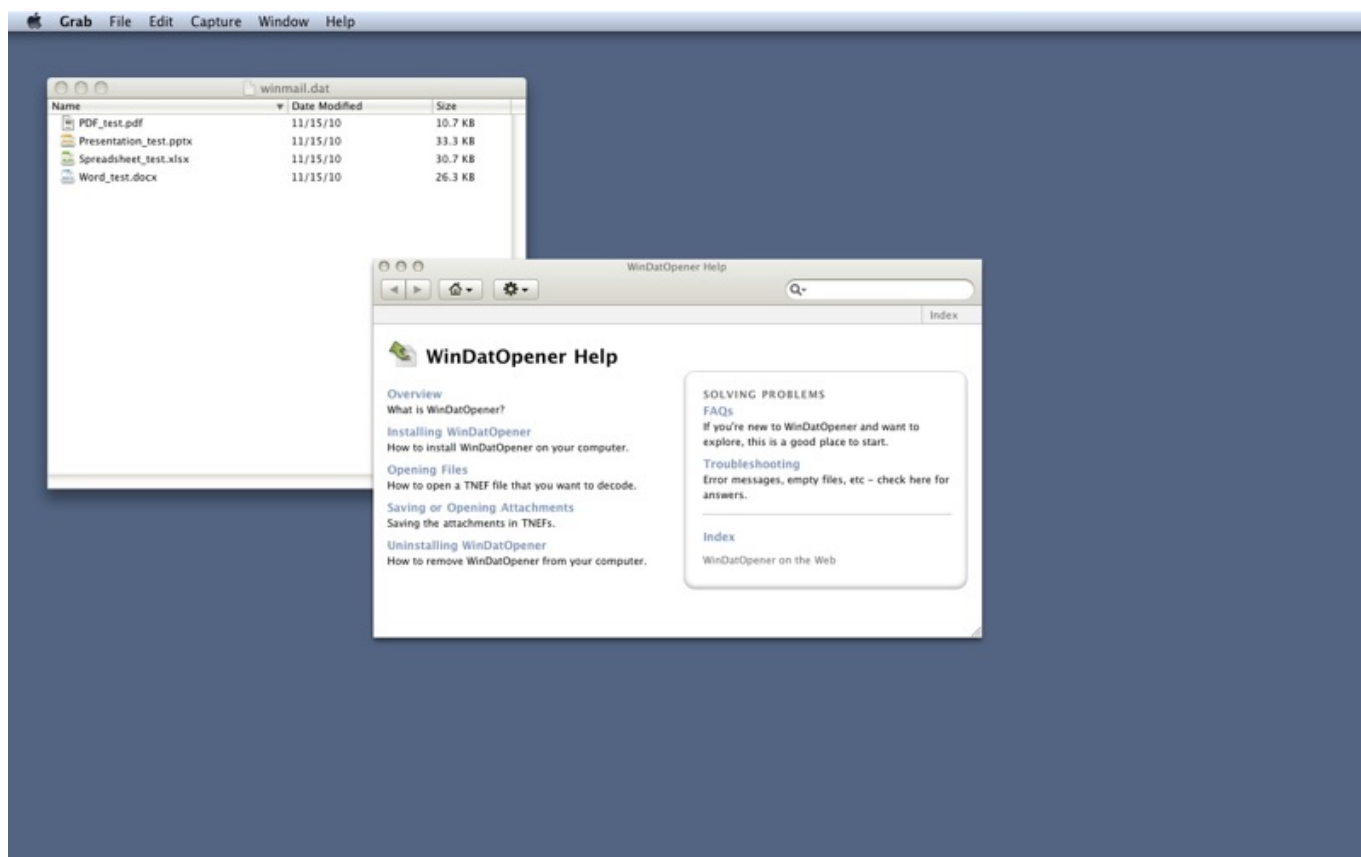 Grab File Edit Capture Window Help
winmail.dat
Name Date Modified Size
PDF_test.pdf 11/15/10 10.7 KB
Presentation_test.pptx 11/15/10 33.3 KB
Spreadsheet_test.xlsx 11/15/10 30.7 KB
Word_test.docx 11/15/10 26.3 KB
WinDatOpener Help
Index
WinDatOpener Help
Overview
What is WinDatOpener?
Installing WinDatOpener
How to install WinDatOpener on your computer.
Opening Files
How to open a TNEF file that you want to decode.
Saving or Opening Attachments
Saving the attachments in TNEFs.
Uninstalling WinDatOpener
How to remove WinDatOpener from your computer.
SOLVING PROBLEMS
FAQs
If you're new to WinDatOpener and want to
explore, this is a good place to start.
Troubleshooting
Error messages, empty files, etc – check here for
answers.
Index
WinDatOpener on the Web